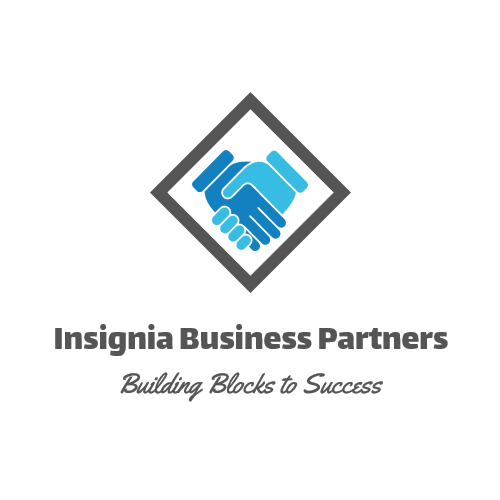 Insignia Business Partners
Building Blocks to Success